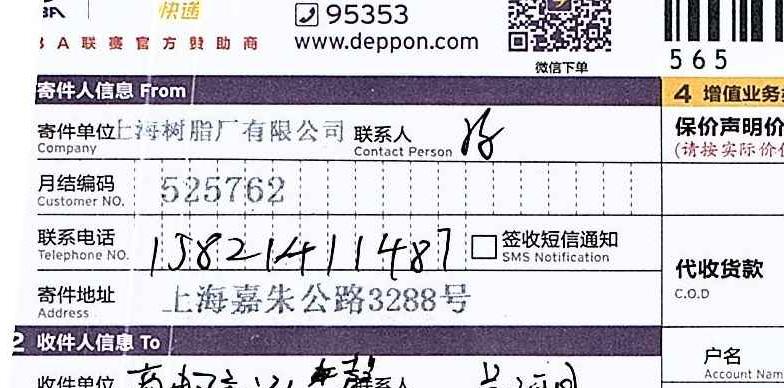 快递
95353
BA联赛官方赞助商
www.deppon.com
微信下单
565
寄件人信息 From
4 增值业务
寄件单位 上海树脂厂有限公司 联系人
Company Contact Person
保价声明价
(请按实际价值
月结编码 525762
Customer NO.
联系电话 15821411487 签收短信通知
Telephone NO. SMS Notification
代收货款
C.O.D
寄件地址 上海嘉朱公路3288号
Address
2 收件人信息 To
户名
Account Name
收件单位 联系人